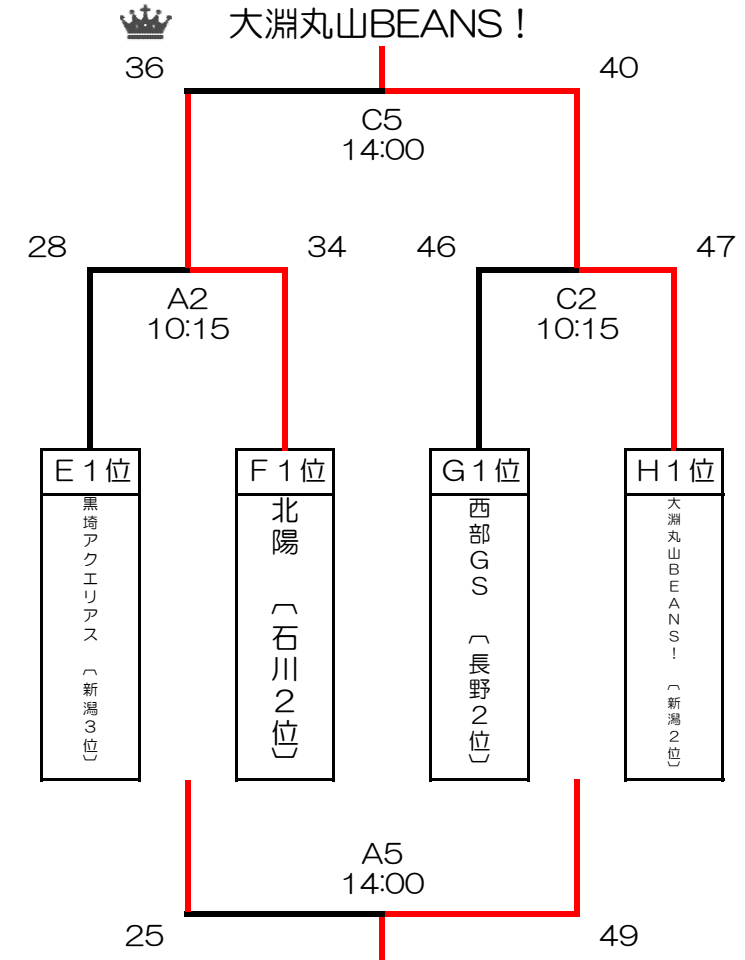 大淵丸山BEANS！
36
40
C5
14:00
28
34
46
47
A2
10:15
C2
10:15
E１位
F１位
G１位
H１位
黒埼アクエリアス　〔新潟３位〕
北陽　〔石川２位〕
西部GS　〔長野２位〕
大淵丸山BEANS！　〔新潟２位〕
A5
14:00
25
49